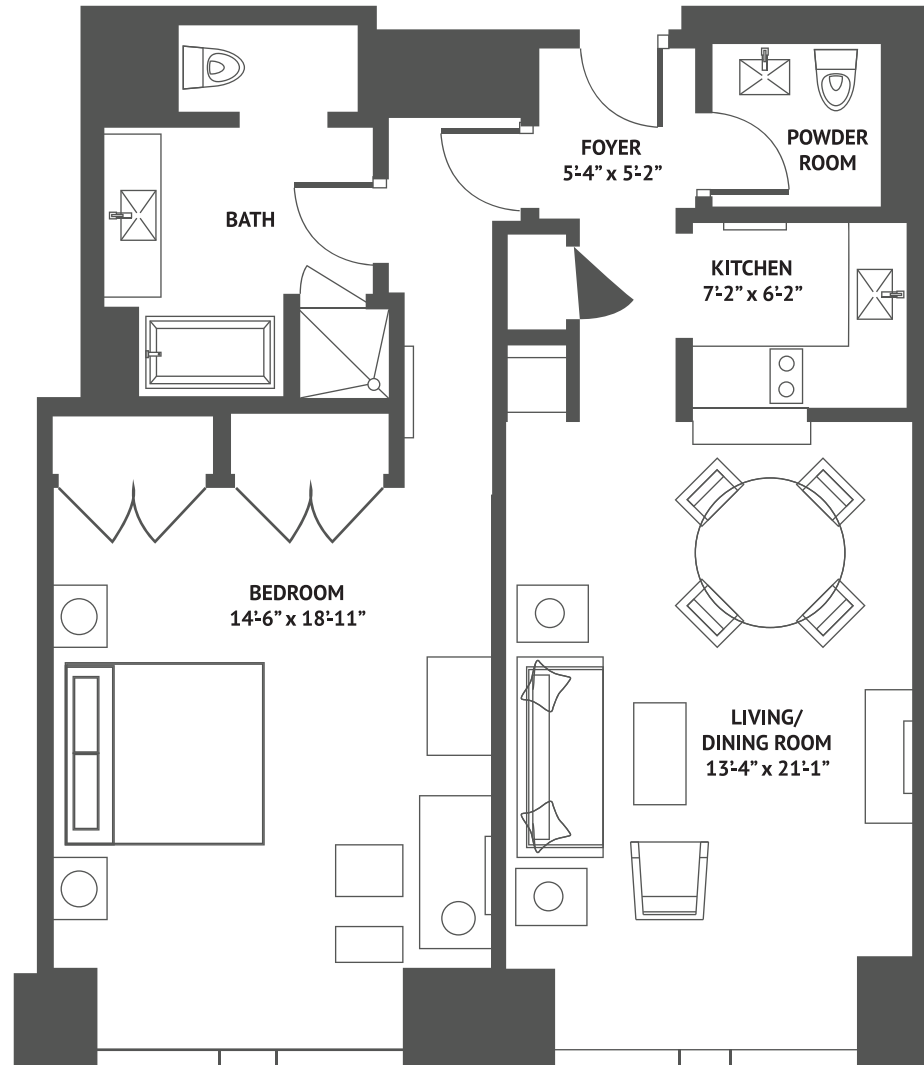 FOYER
5'-4” x 5'-2”
POWDER
ROOM
BATH
KITCHEN
7'-2” x 6'-2”
BEDROOM
14'-6” x 18'-11”
LIVING/
DINING ROOM
13'-4” x 21'-1”